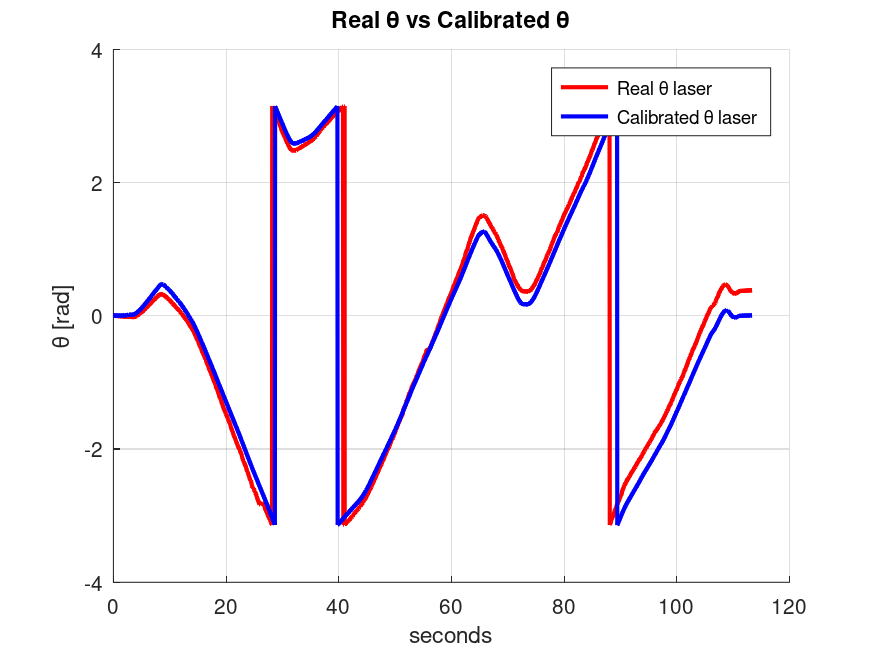 Real θ vs Calibrated θ
Real θ laser
Calibrated θ laser
4
2
0
-2
-4
θ [rad]
0 20 40 60 80 100 120
seconds